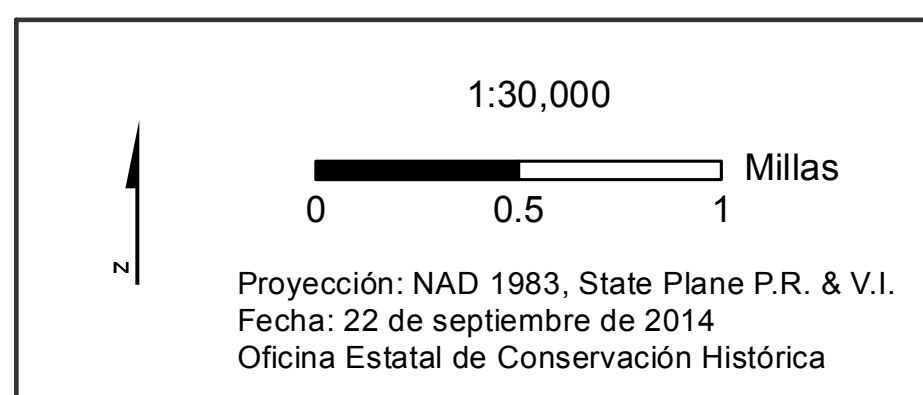 1:30,000
Millas
0 0.5 1
N
Proyección: NAD 1983, State Plane P.R. & V.I.
Fecha: 22 de septiembre de 2014
Oficina Estatal de Conservación Histórica